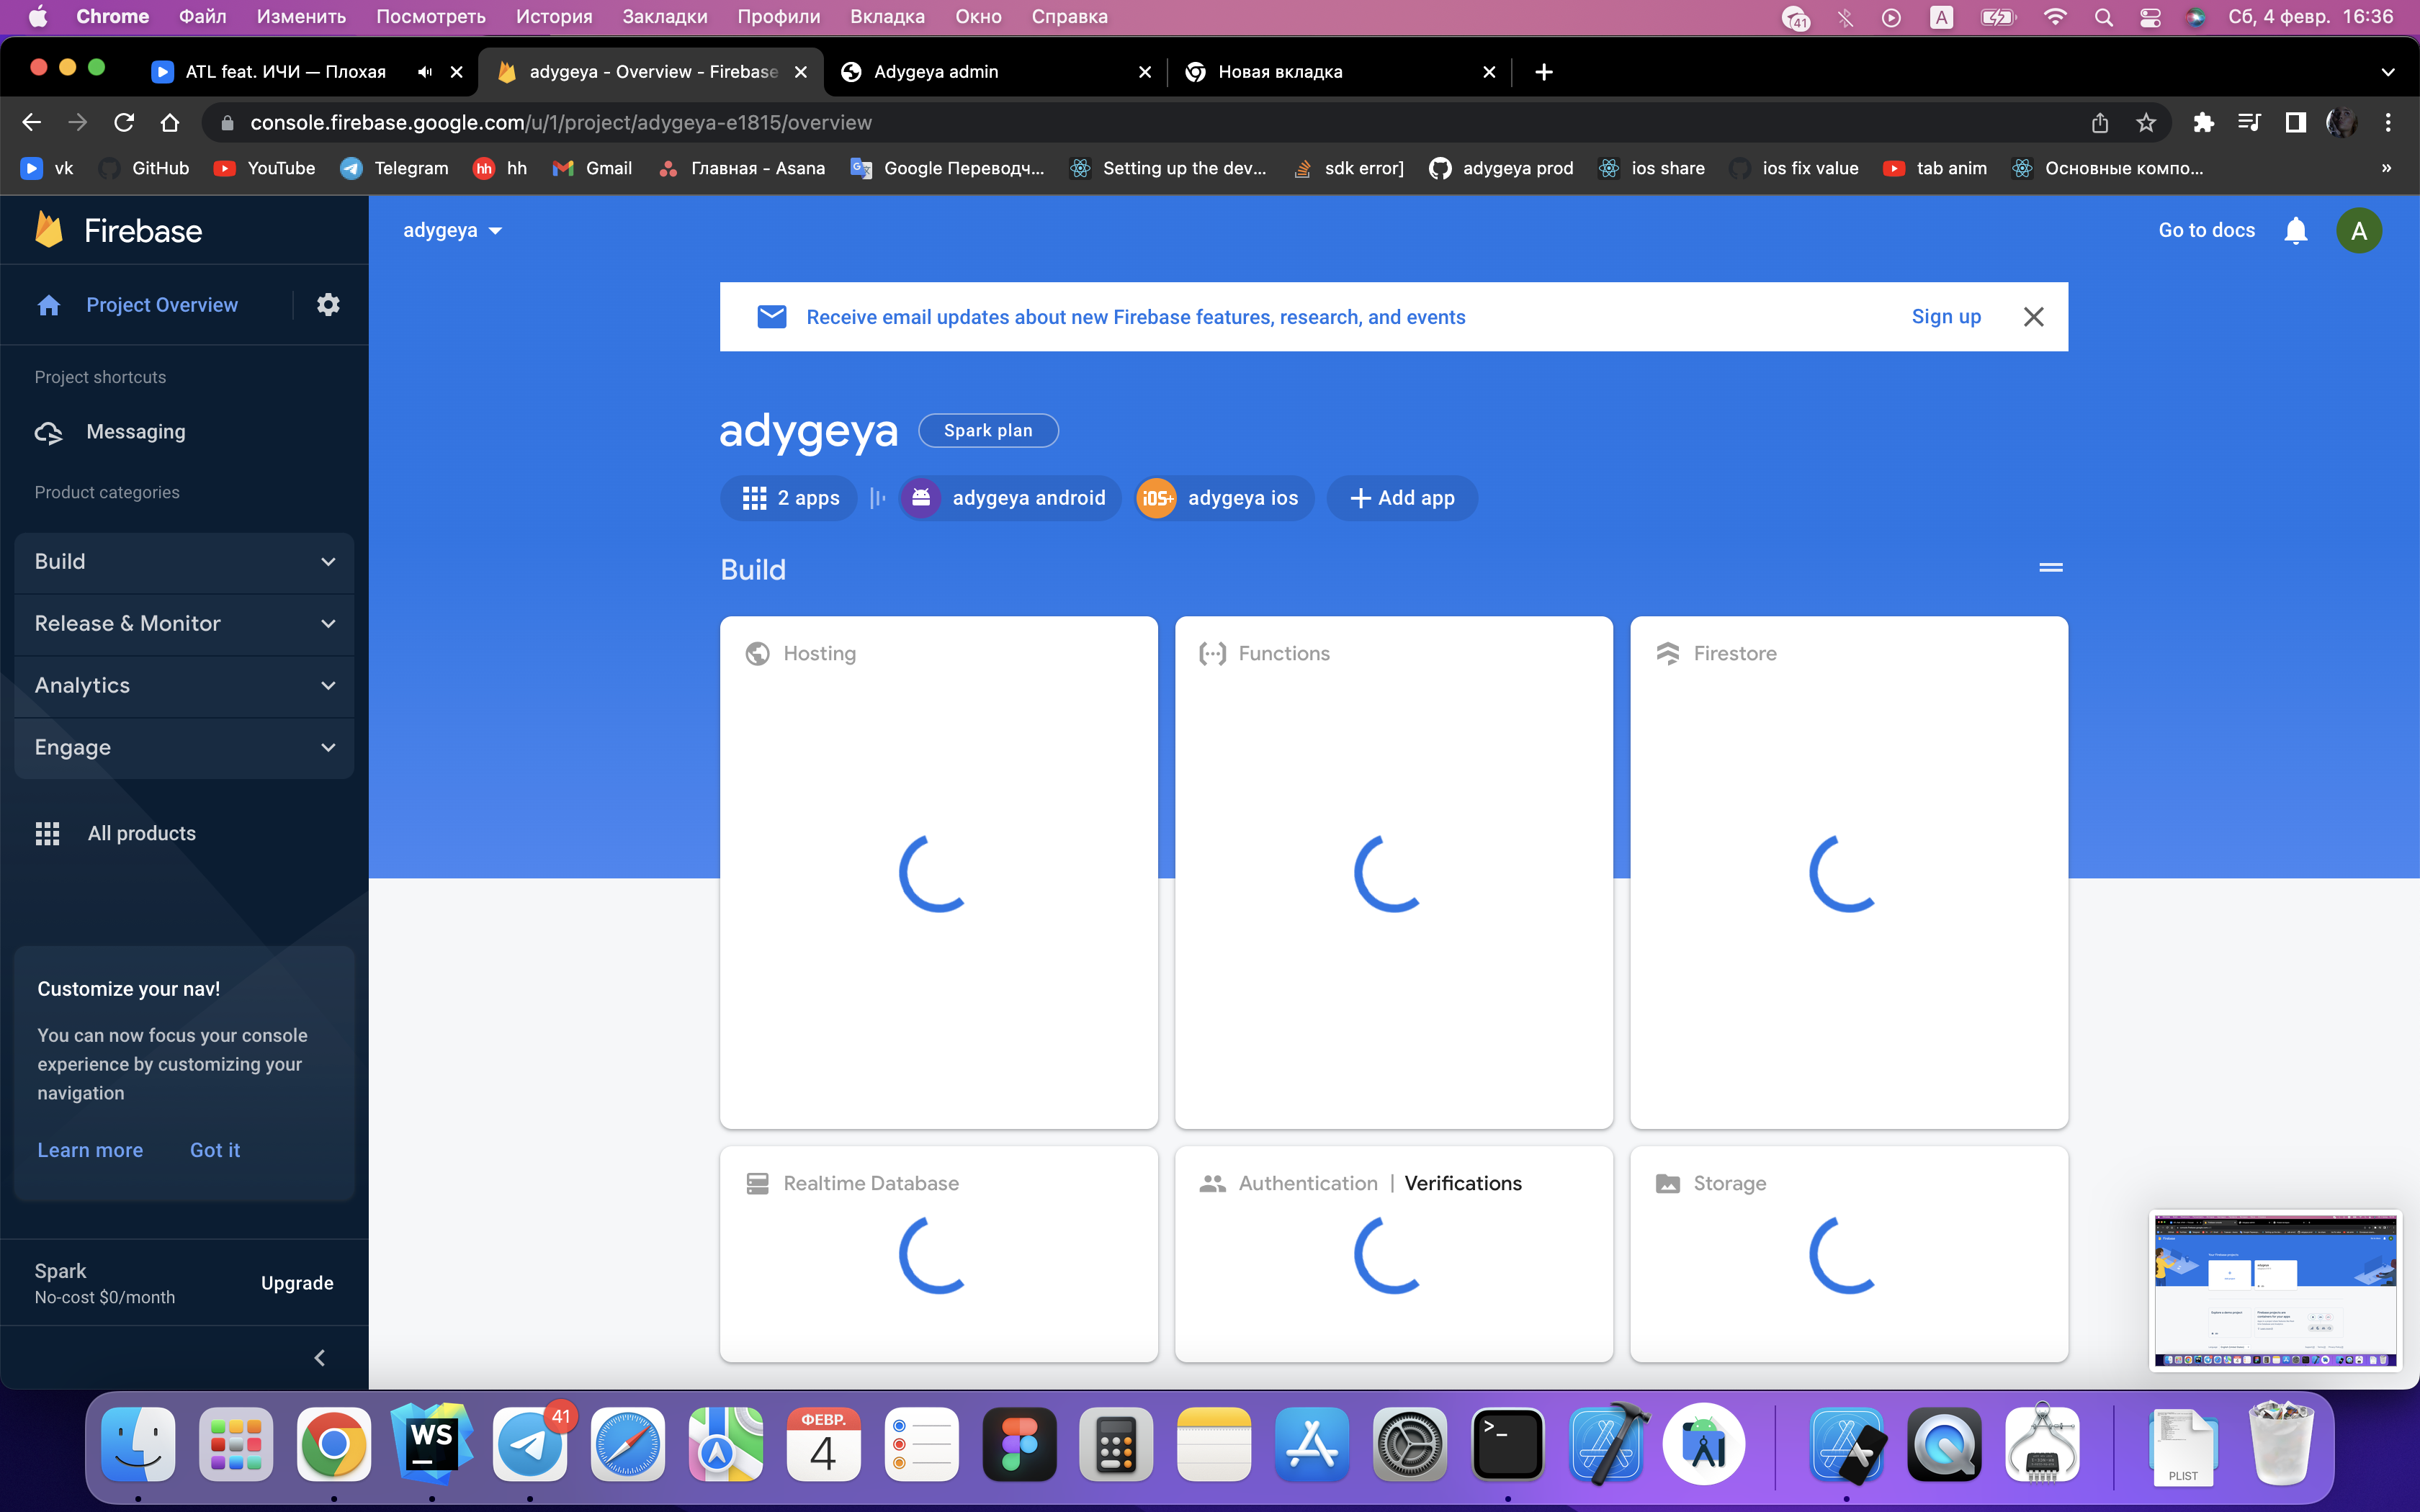 Chrome Файл Изменить Посмотреть История Закладки Профили Вкладка Окно Справка 41 A Сб, 4 февр. 16:36
ATL feat. ИЧИ — Плохая adygeya - Overview - Firebase Adygeya admin Новая вкладка
console.firebase.google.com/u/1/project/adygeya-e1815/overview
vk GitHub YouTube Telegram hh hh Gmail Главная - Asana Google Переводч... Setting up the dev... sdk error] adygeya prod ios share ios fix value tab anim Основные компо... »
Firebase
adygeya
Go to docs
A
Project Overview
Receive email updates about new Firebase features, research, and events
Sign up
Project shortcuts
Messaging
Product categories
Build
Release & Monitor
Analytics
Engage
All products
Customize your nav!
You can now focus your console
experience by customizing your
navigation
Learn more Got it
Spark
No-cost $0/month
Upgrade
adygeya Spark plan
2 apps adygeya android iOS+ adygeya ios Add app
Build
Hosting
Functions
Firestore
Realtime Database
Authentication | Verifications
Storage
WS
41
ФЕВР.
4
>_
PLIST